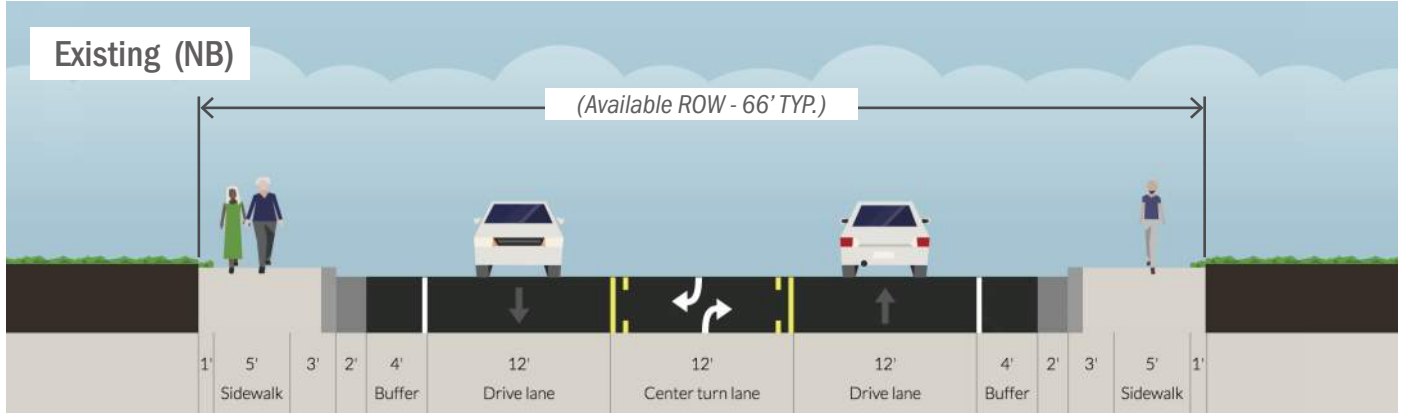 Existing (NB)
(Available ROW - 66' TYP.)
1' 5' 3' 2' 4' 12' 12' 12' 4' 2' 3' 5' 1'
Sidewalk Buffer Drive lane Center turn lane Drive lane Buffer Sidewalk